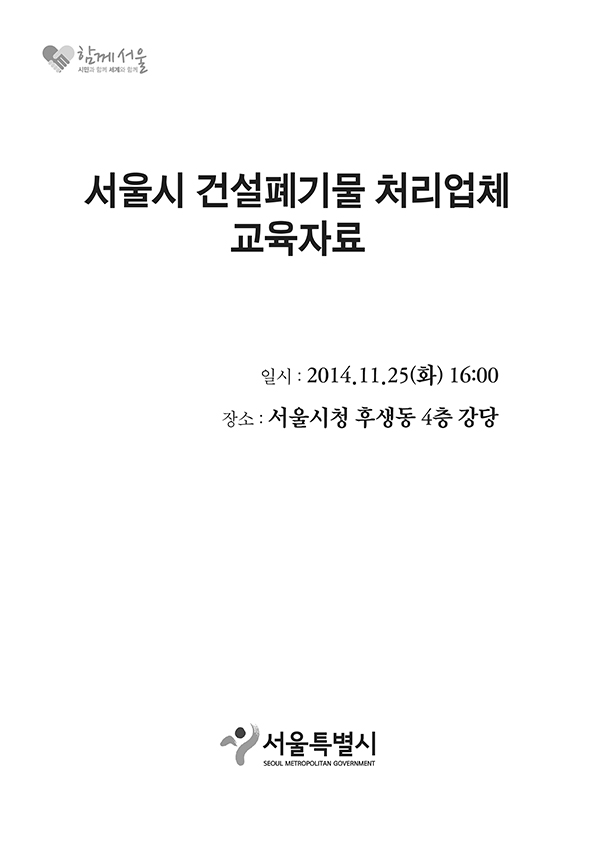 함께서울
시민과 함께 세계와 함께
서울시 건설폐기물 처리업체
교육자료
일시 : 2014.11.25(화) 16:00
장소 : 서울시청 후생동 4층 강당
서울특별시
SEOUL METROPOLITAN GOVERNMENT